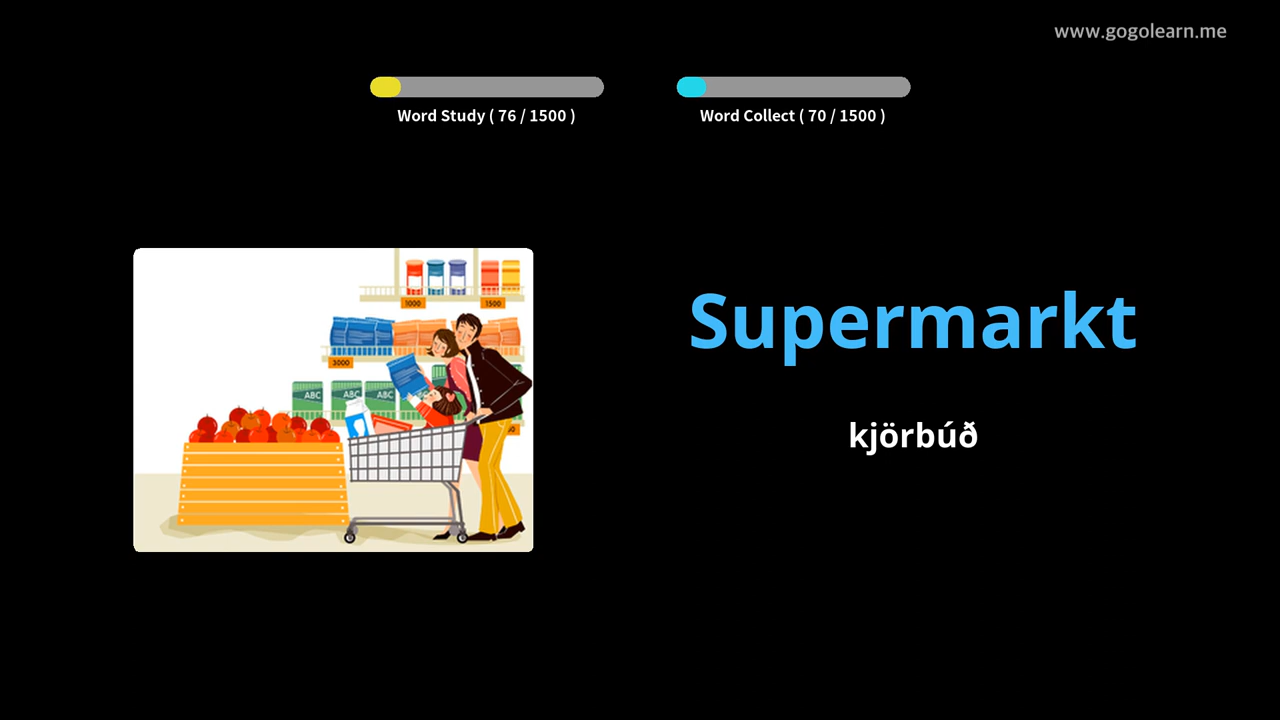 www.gogolearn.me
Word Study ( 76 / 1500 )
Word Collect ( 70 / 1500 )
1000
1500
3000
ABC
ABC
ABC
Supermarkt
kjörbúð